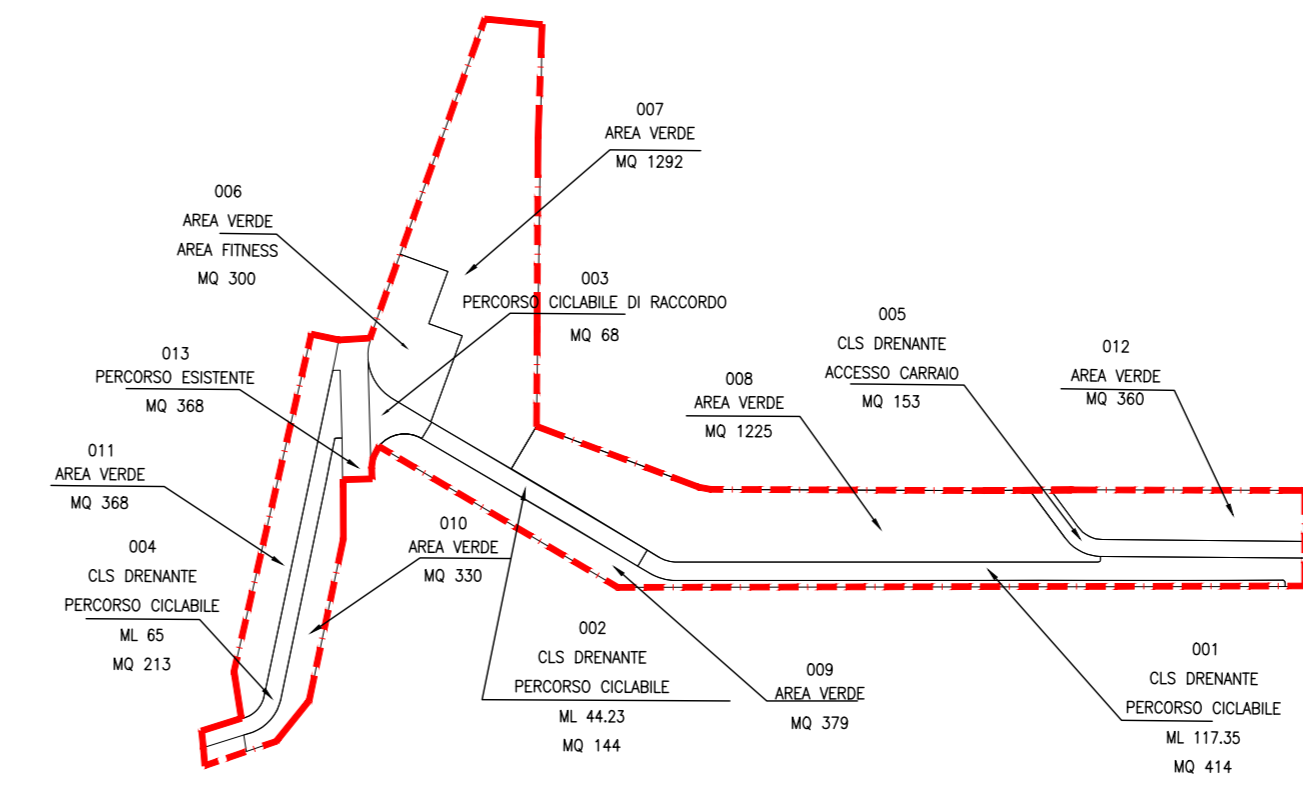 007
AREA VERDE
MQ 1292
006
AREA VERDE
AREA FITNESS
MQ 300
003
PERCORSO CICLABILE DI RACCORDO
MQ 68
005
CLS DRENANTE
ACCESSO CARRAIO
MQ 153
012
AREA VERDE
MQ 360
013
PERCORSO ESISTENTE
MQ 368
008
AREA VERDE
MQ 1225
011
AREA VERDE
MQ 368
010
AREA VERDE
MQ 330
004
CLS DRENANTE
PERCORSO CICLABILE
ML 65
MQ 213
002
CLS DRENANTE
PERCORSO CICLABILE
ML 44.23
MQ 144
009
AREA VERDE
MQ 379
001
CLS DRENANTE
PERCORSO CICLABILE
ML 117.35
MQ 414